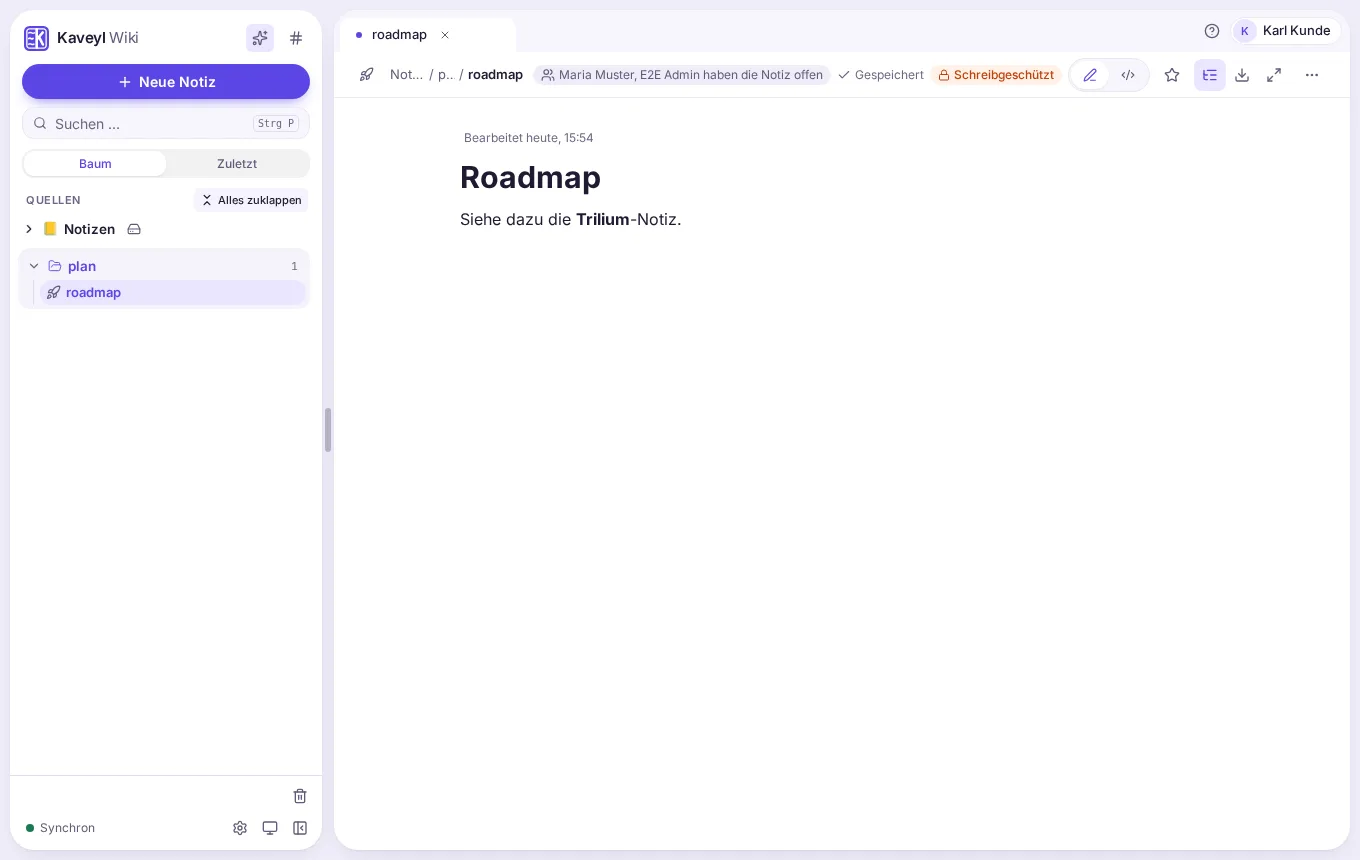 Kaveyl Wiki
Neue Notiz
Suchen ...
Strg P
Baum
Zuletzt
QUELLEN
Alles zuklappen
Notizen
plan
1
roadmap
Synchron
roadmap
K
Karl Kunde
Not… / p… / roadmap
Maria Muster, E2E Admin haben die Notiz offen
Gespeichert
Schreibgeschützt
Bearbeitet heute, 15:54
Roadmap
Siehe dazu die Trilium-Notiz.